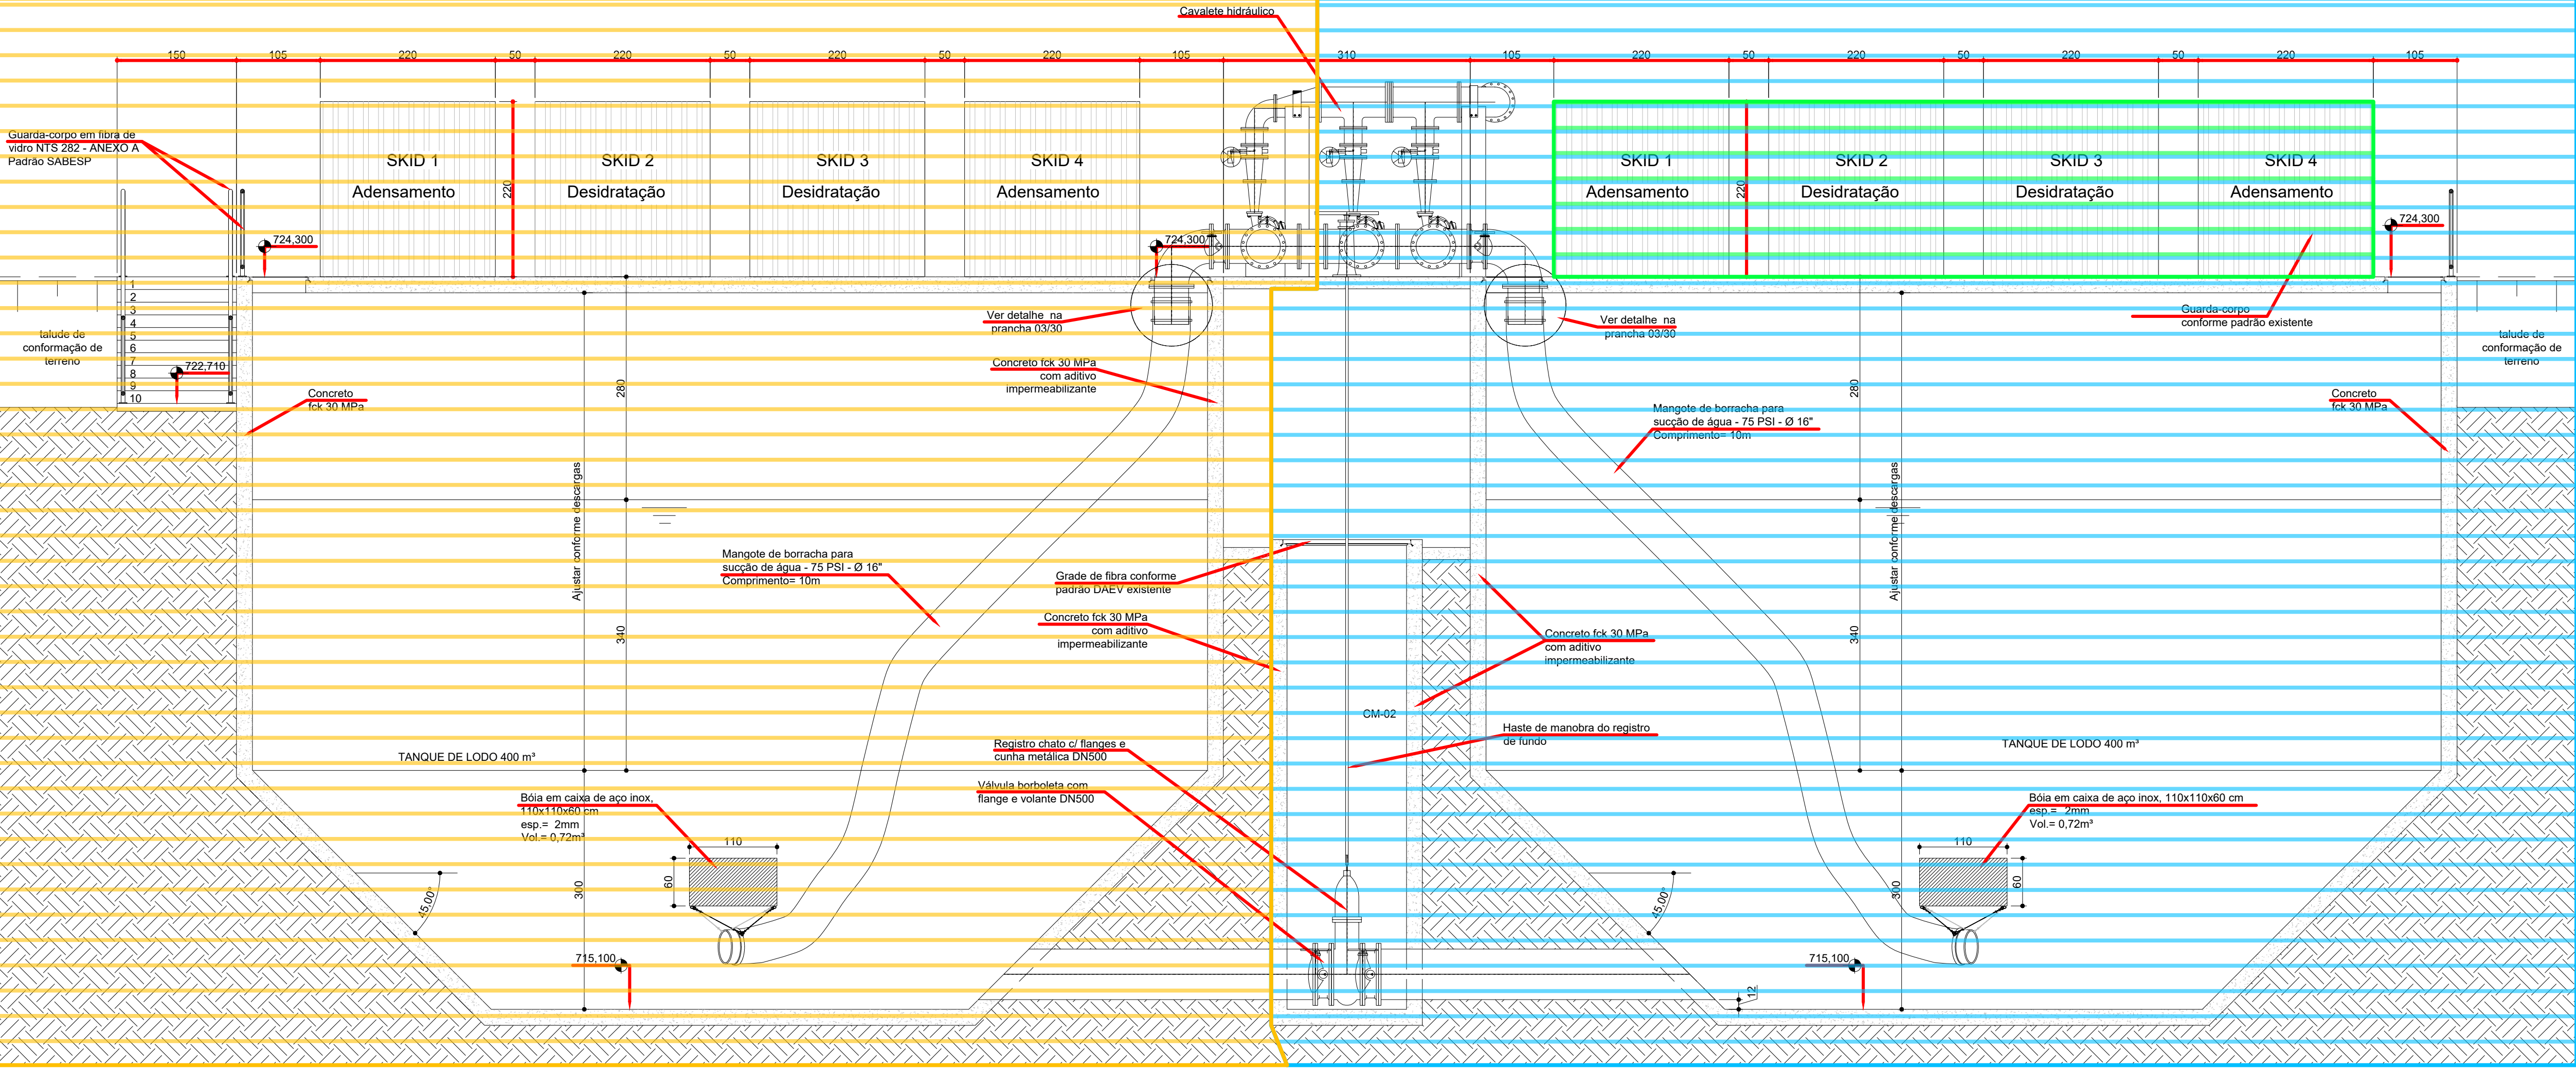 Cavalete hidráulico
150 105 220 50 220 50 220 50 220 105 310 105 220 50 220 50 220 50 220 105
Guarda-corpo em fibra de
vidro NTS 282 - ANEXO A
Padrão SABESP
SKID 1
Adensamento
220
SKID 2
Desidratação
SKID 3
Desidratação
SKID 4
Adensamento
SKID 1
Adensamento
220
SKID 2
Desidratação
SKID 3
Desidratação
SKID 4
Adensamento
724,300
724,300
724,300
1
2
3
4
5
6
7
8
9
10
722,710
talude de
conformação de
terreno
Concreto
fck 30 MPa
280
Ver detalhe na
prancha 03/30
Concreto fck 30 MPa
com aditivo
impermeabilizante
Ver detalhe na
prancha 03/30
Mangote de borracha para
sucção de água - 75 PSI - Ø 16"
Comprimento= 10m
280
Guarda-corpo
conforme padrão existente
talude de
conformação de
terreno
Concreto
fck 30 MPa
Ajustar conforme descargas
340
Mangote de borracha para
sucção de água - 75 PSI - Ø 16"
Comprimento= 10m
Grade de fibra conforme
padrão DAEV existente
Concreto fck 30 MPa
com aditivo
impermeabilizante
Concreto fck 30 MPa
com aditivo
impermeabilizante
Ajustar conforme descargas
340
CM-02
Haste de manobra do registro
de fundo
TANQUE DE LODO 400 m³
Registro chato c/ flanges e
cunha metálica DN500
Válvula borboleta com
flange e volante DN500
TANQUE DE LODO 400 m³
Bóia em caixa de aço inox,
110x110x60 cm
esp.= 2mm
Vol.= 0,72m³
110
60
300
45,00°
715,100
Bóia em caixa de aço inox, 110x110x60 cm
esp.= 2mm
Vol.= 0,72m³
110
60
300
45,00°
715,100
12